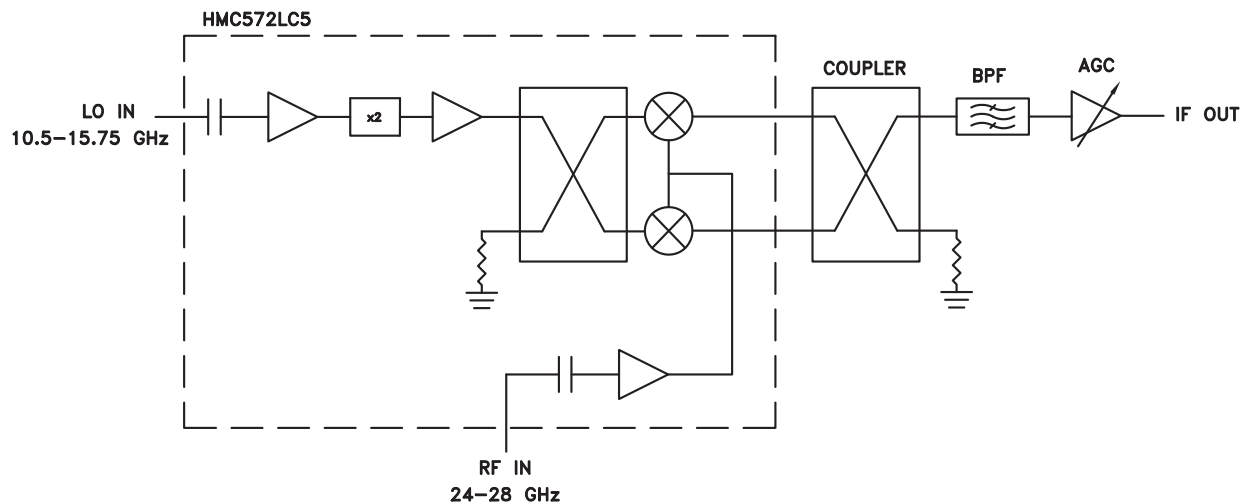 HMC572LC5
COUPLER
BPF
AGC
LO IN
10.5–15.75 GHz
x2
IF OUT
RF IN
24–28 GHz